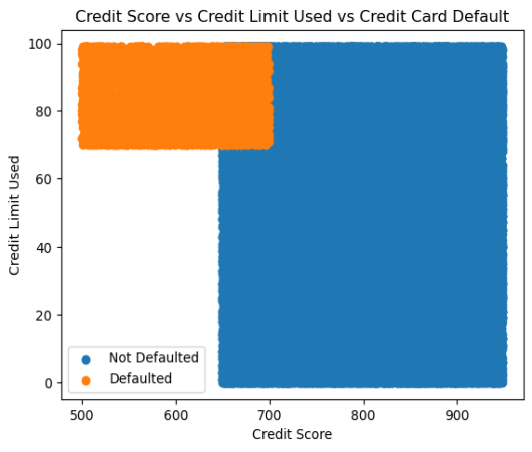 Credit Score vs Credit Limit Used vs Credit Card Default
100
80
60
40
20
0
Credit Limit Used
Not Defaulted
Defaulted
500 600 700 800 900
Credit Score